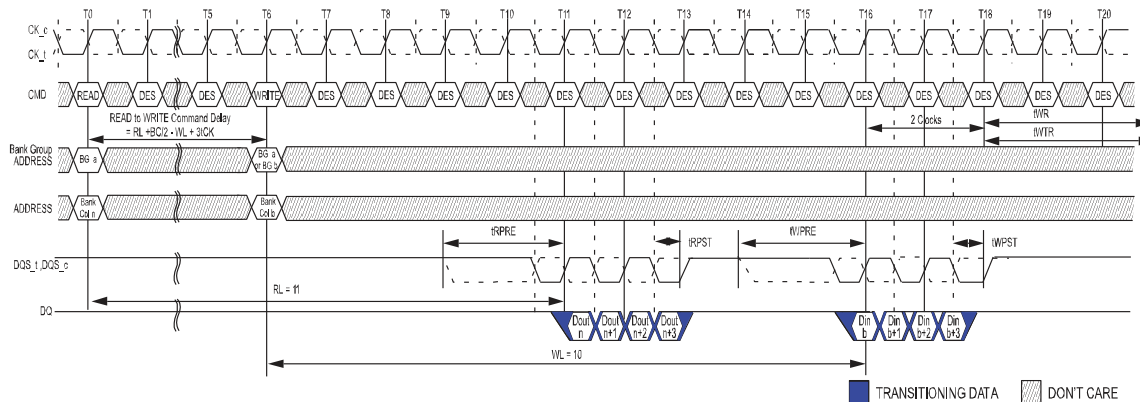 T0 T1 T5 T6 T7 T8 T9 T10 T11 T12 T13 T14 T15 T16 T17 T18 T19 T20
CK_c
CK_t
CMD READ DES DES WRITE DES DES DES DES DES DES DES DES DES DES DES DES DES DES
READ to WRITE Command Delay
= RL +BC/2 - WL + 3tCK
2 Clocks
tWR
tWTR
Bank Group
ADDRESS
BG a
BG a
or BG b
ADDRESS
Bank
Col n
Bank
Col b
tRPRE
tRPST
tWPRE
tWPST
DQS_t ,DQS_c
RL = 11
DQ
Dout
n
Dout
n+1
Dout
n+2
Dout
n+3
Din
b
Din
b+1
Din
b+2
Din
b+3
WL = 10
TRANSITIONING DATA
DON'T CARE